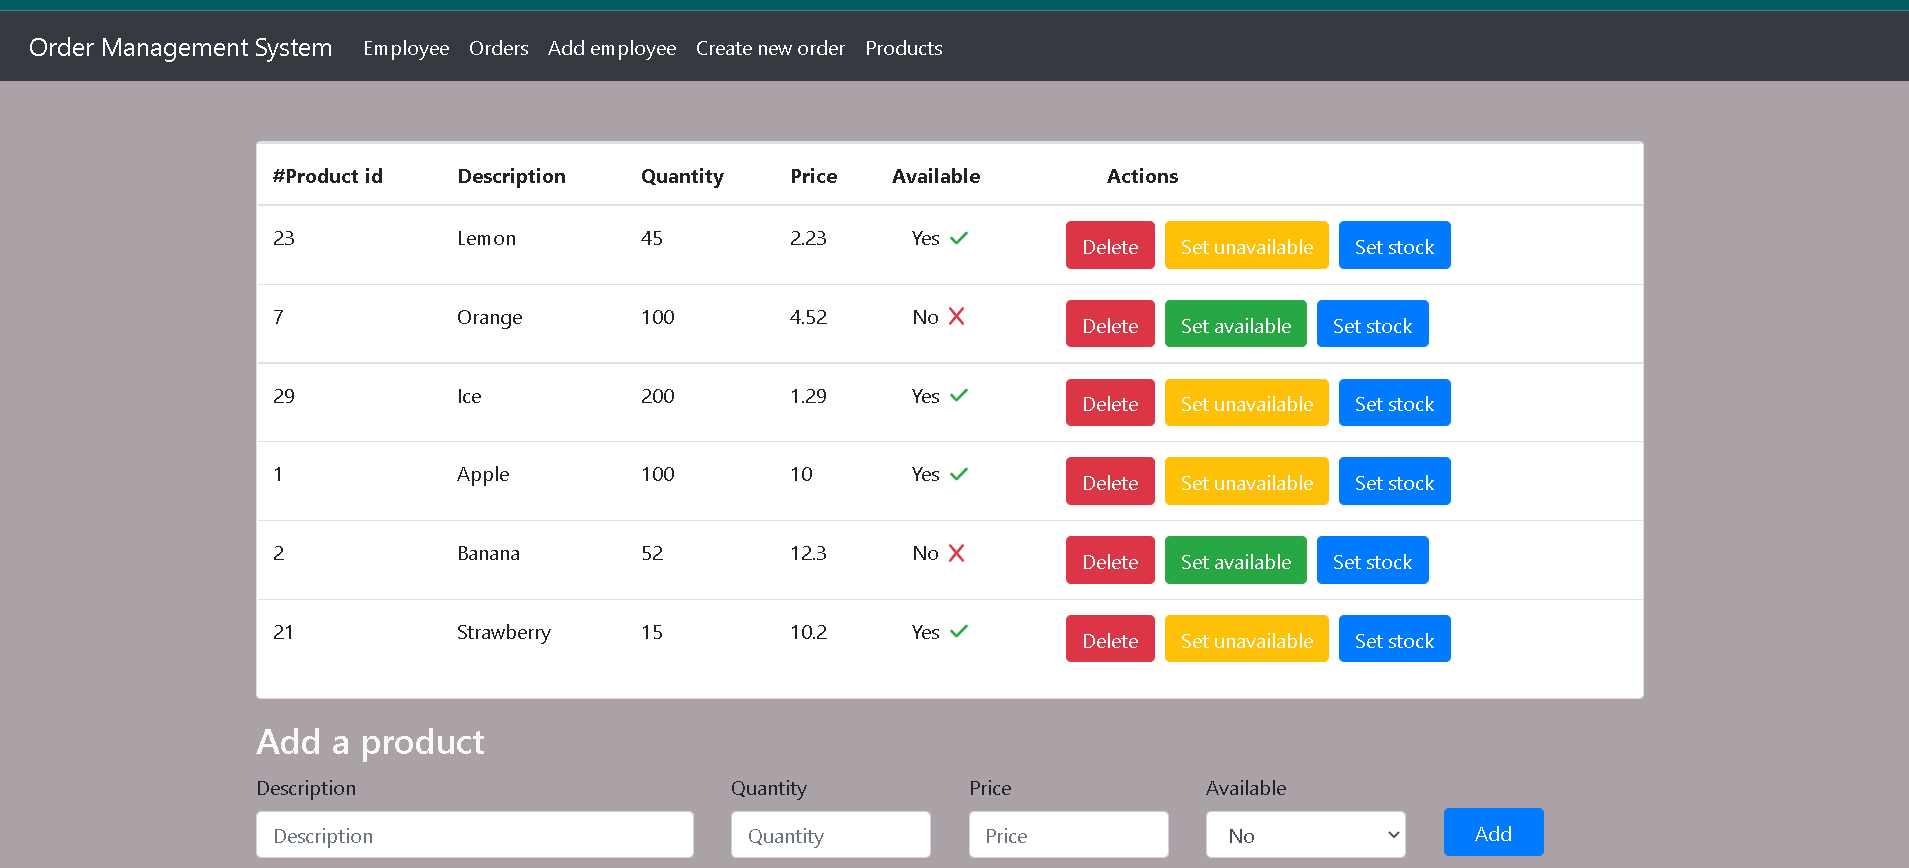 Order Management System Employee Orders Add employee Create new order Products
#Product id Description Quantity Price Available Actions
23 Lemon 45 2.23 Yes Delete Set unavailable Set stock
7 Orange 100 4.52 No Delete Set available Set stock
29 Ice 200 1.29 Yes Delete Set unavailable Set stock
1 Apple 100 10 Yes Delete Set unavailable Set stock
2 Banana 52 12.3 No Delete Set available Set stock
21 Strawberry 15 10.2 Yes Delete Set unavailable Set stock
Add a product
Description Quantity Price Available
Description Quantity Price No Add